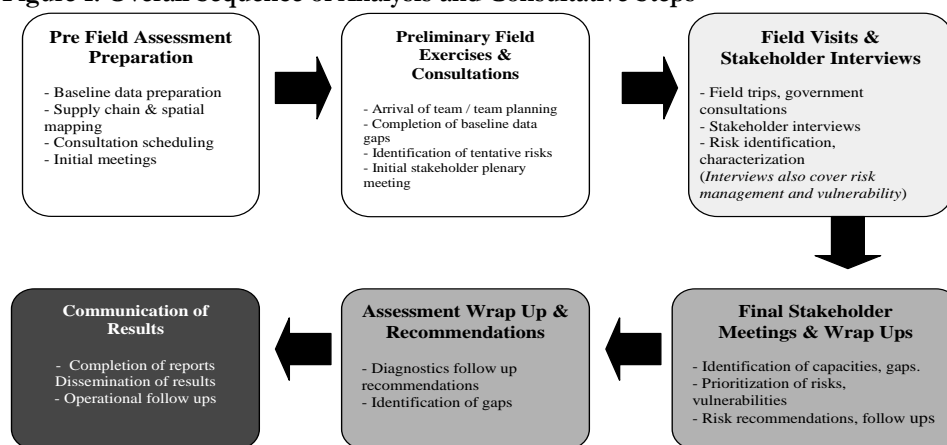 Figure 1: Overall Sequence of Analysis and Consultative Steps
Pre Field Assessment
Preparation
- Baseline data preparation
- Supply chain & spatial
mapping
- Consultation scheduling
- Initial meetings
Preliminary Field
Exercises &
Consultations
- Arrival of team / team planning
- Completion of baseline data
gaps
- Identification of tentative risks
- Initial stakeholder plenary
meeting
Field Visits &
Stakeholder Interviews
- Field trips, government
consultations
- Stakeholder interviews
- Risk identification,
characterization
(Interviews also cover risk
management and vulnerability)
Final Stakeholder
Meetings & Wrap Ups
- Identification of capacities, gaps.
- Prioritization of risks,
vulnerabilities
- Risk recommendations, follow ups
Assessment Wrap Up &
Recommendations
- Diagnostics follow up
recommendations
- Identification of gaps
Communication of
Results
- Completion of reports
Dissemination of results
- Operational follow ups